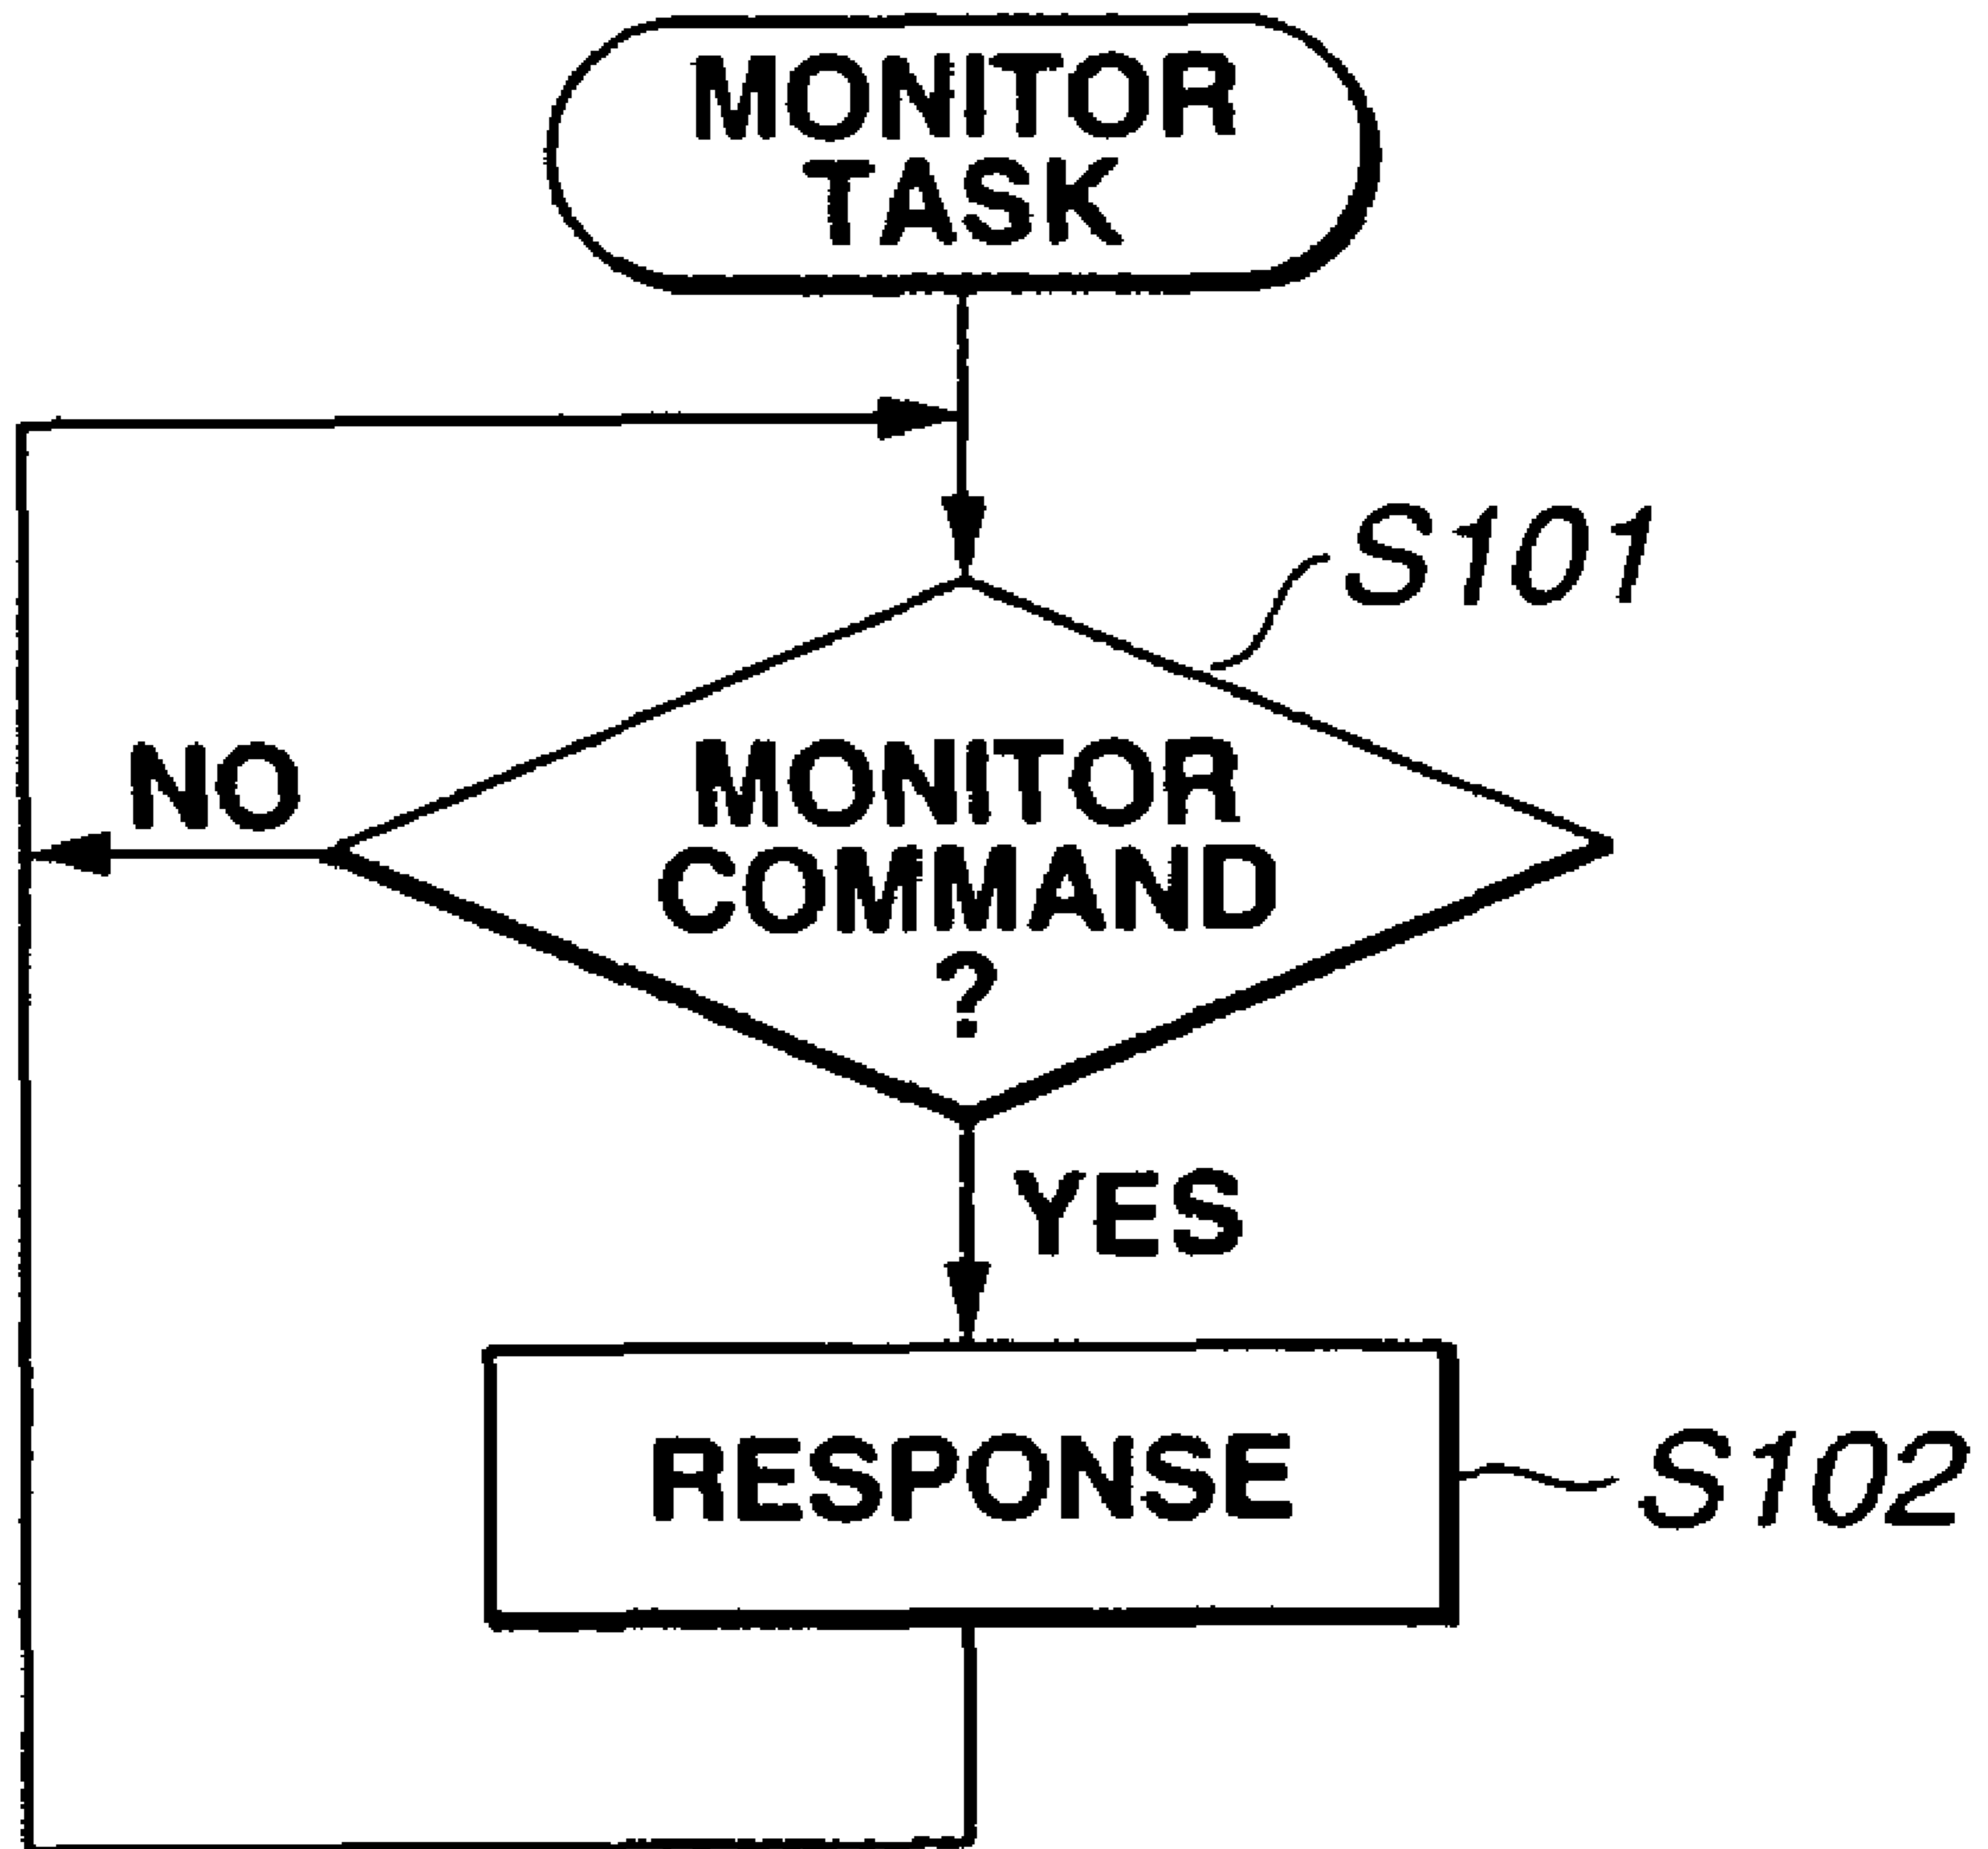 MONITOR
TASK
S101
NO
MONITOR
COMMAND
?
YES
RESPONSE
S102